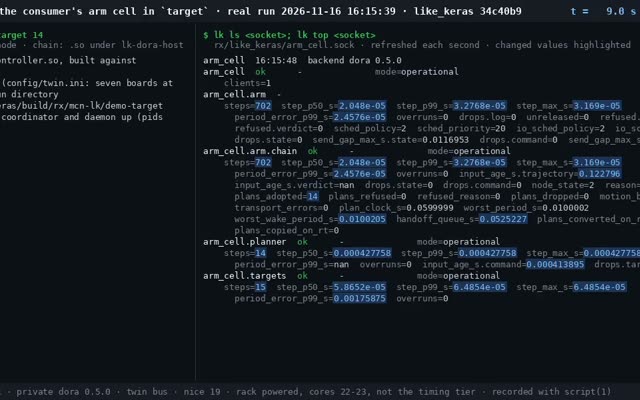 the consumer's arm cell in `target` · real run 2026-11-16 16:15:39 · like_keras 34c40b9 t = 9.0 s
target 14
node · chain: .so under lk-dora-host
ontroller.so, built against
(config/twin.ini: seven boards at
n directory
eras/build/rx/mcn-lk/demo-target
coordinator and daemon up (pids
$ lk ls <socket>; lk top <socket>
rx/like_keras/arm_cell.sock · refreshed each second · changed values highlighted
arm_cell 16:15:48 backend dora 0.5.0
arm_cell ok - mode=operational
clients=1
arm_cell.arm -
steps=702 step_p50_s=2.048e-05 step_p99_s=3.2768e-05 step_max_s=3.169e-05
period_error_p99_s=2.4576e-05 overruns=0 drops.log=0 unreleased=0 refused.
refused.verdict=0 sched_policy=2 sched_priority=20 io_sched_policy=2 io_sc
drops.state=0 send_gap_max_s.state=0.0116953 drops.command=0 send_gap_max_s.
arm_cell.arm.chain ok - mode=operational
steps=702 step_p50_s=2.048e-05 step_p99_s=3.2768e-05 step_max_s=3.169e-05
period_error_p99_s=2.4576e-05 overruns=0 input_age_s.trajectory=0.122796
input_age_s.verdict=nan drops.state=0 drops.command=0 node_state=2 reason=
plans_adopted=14 plans_refused=0 refused_reason=0 plans_dropped=0 motion_b
transport_errors=0 plan_clock_s=0.0599999 worst_period_s=0.0100002
worst_wake_period_s=0.0100205 handoff_queue_s=0.0525227 plans_converted_on_r
plans_copied_on_rt=0
arm_cell.planner ok - mode=operational
steps=14 step_p50_s=0.000427758 step_p99_s=0.000427758 step_max_s=0.000427758
period_error_p99_s=nan overruns=0 input_age_s.command=0.000413895 drops.tar
arm_cell.targets ok - mode=operational
steps=15 step_p50_s=5.8652e-05 step_p99_s=6.4854e-05 step_max_s=6.4854e-05
period_error_p99_s=0.00175875 overruns=0
· private dora 0.5.0 · twin bus · nice 19 · rack powered, cores 22-23, not the timing tier · recorded with script(1)